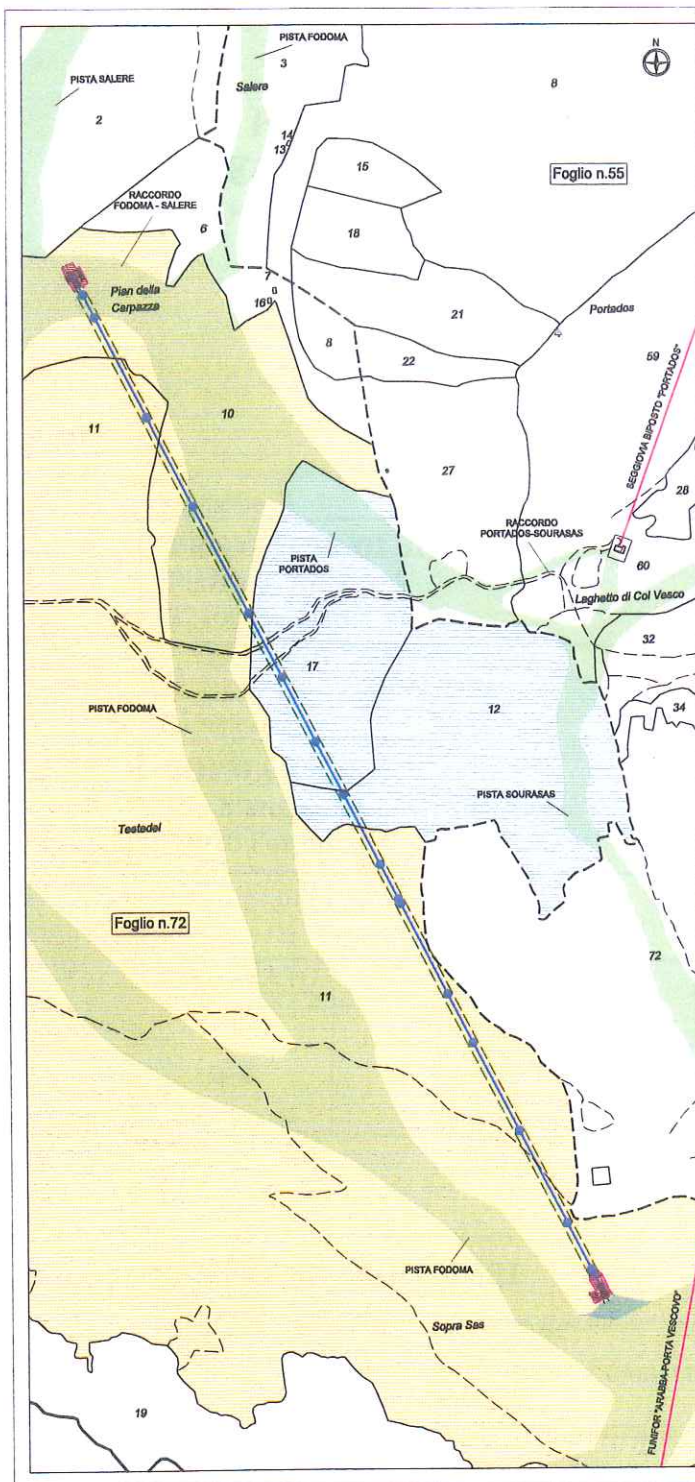 PISTA FODOMA
3
N
PISTA SALERE
Salere
8
2
14
13
15
Foglio n.55
RACCORDO
FODOMA - SALERE
18
6
7
Pian della
Carpazza
16
21
Portados
8
22
59
SEGGIOVIA BIPOSTO "PORTADOS"
11
10
27
28
RACCORDO
PORTADOS-SOURASAS
PISTA
PORTADOS
60
Laghetto di Col Vesco
32
17
12
34
PISTA FODOMA
PISTA SOURASAS
Testadel
Foglio n.72
72
11
PISTA FODOMA
Sopra Sas
FUNIFOR "ARABBA-PORTA VESCOVO"
19